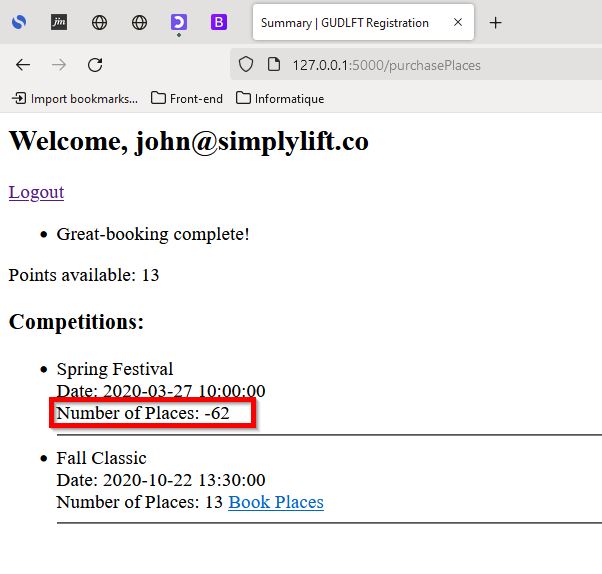 jin
Summary | GUDLFT Registration
127.0.0.1:5000/purchasePlaces
Import bookmarks...
Front-end
Informatique
Welcome, john@simplylift.co
Logout
Great-booking complete!
Points available: 13
Competitions:
Spring Festival
Date: 2020-03-27 10:00:00
Number of Places: -62
Fall Classic
Date: 2020-10-22 13:30:00
Number of Places: 13 Book Places